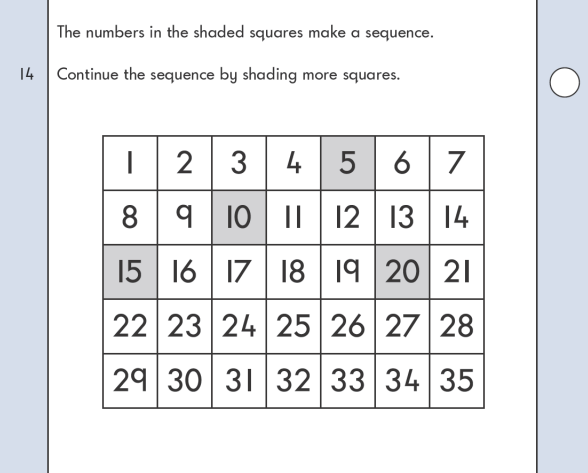 The numbers in the shaded squares make a sequence.
14 Continue the sequence by shading more squares.
1 2 3 4 5 6 7
8 9 10 11 12 13 14
15 16 17 18 19 20 21
22 23 24 25 26 27 28
29 30 31 32 33 34 35